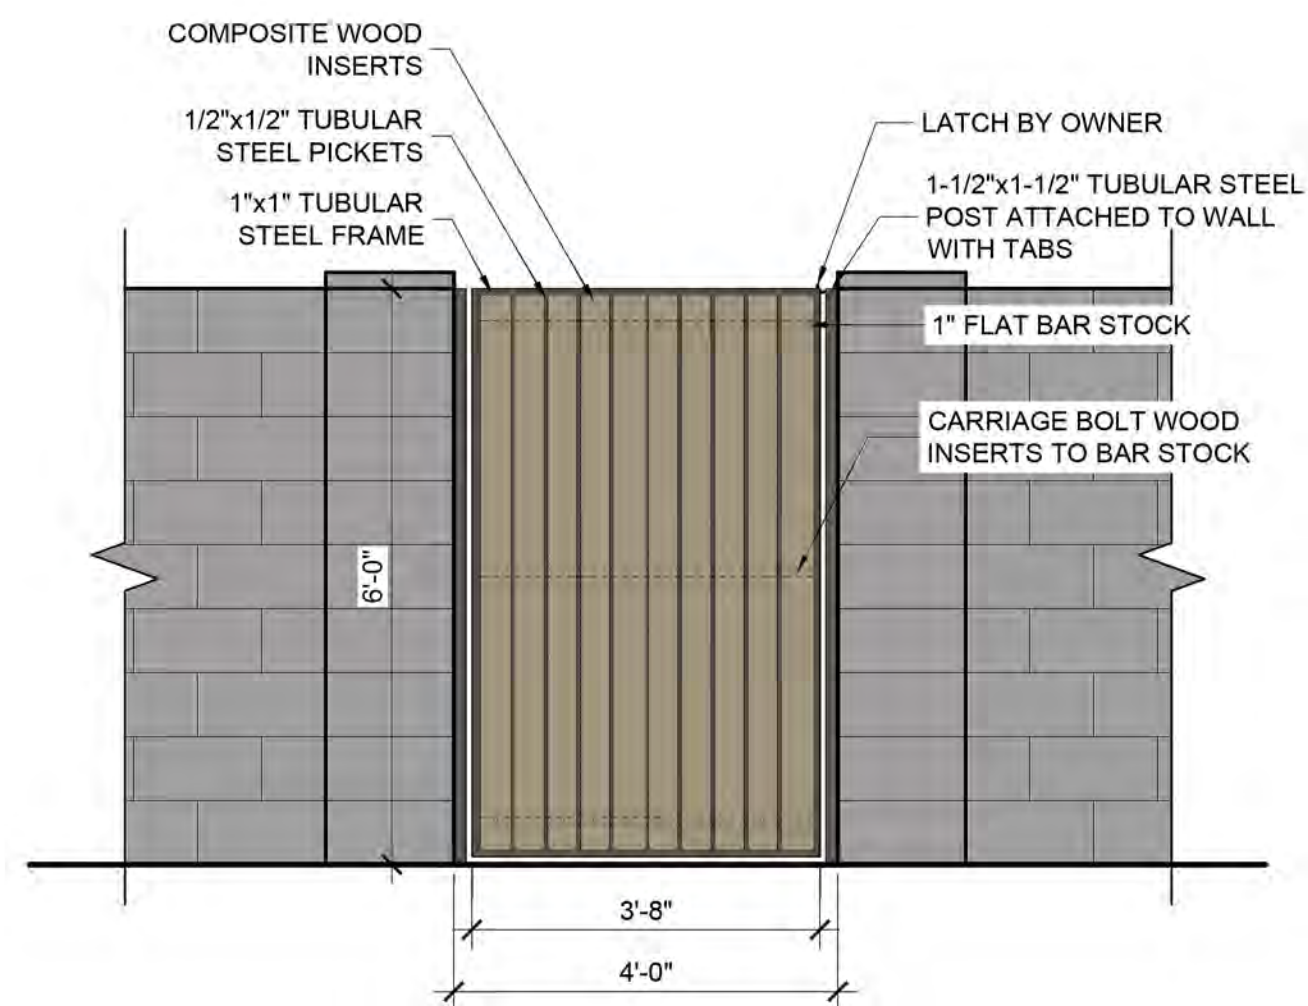 COMPOSITE WOOD
INSERTS
1/2"x1/2" TUBULAR
STEEL PICKETS
1"x1" TUBULAR
STEEL FRAME
LATCH BY OWNER
1-1/2"x1-1/2" TUBULAR STEEL
POST ATTACHED TO WALL
WITH TABS
1" FLAT BAR STOCK
CARRIAGE BOLT WOOD
INSERTS TO BAR STOCK
6'-0"
3'-8"
4'-0"